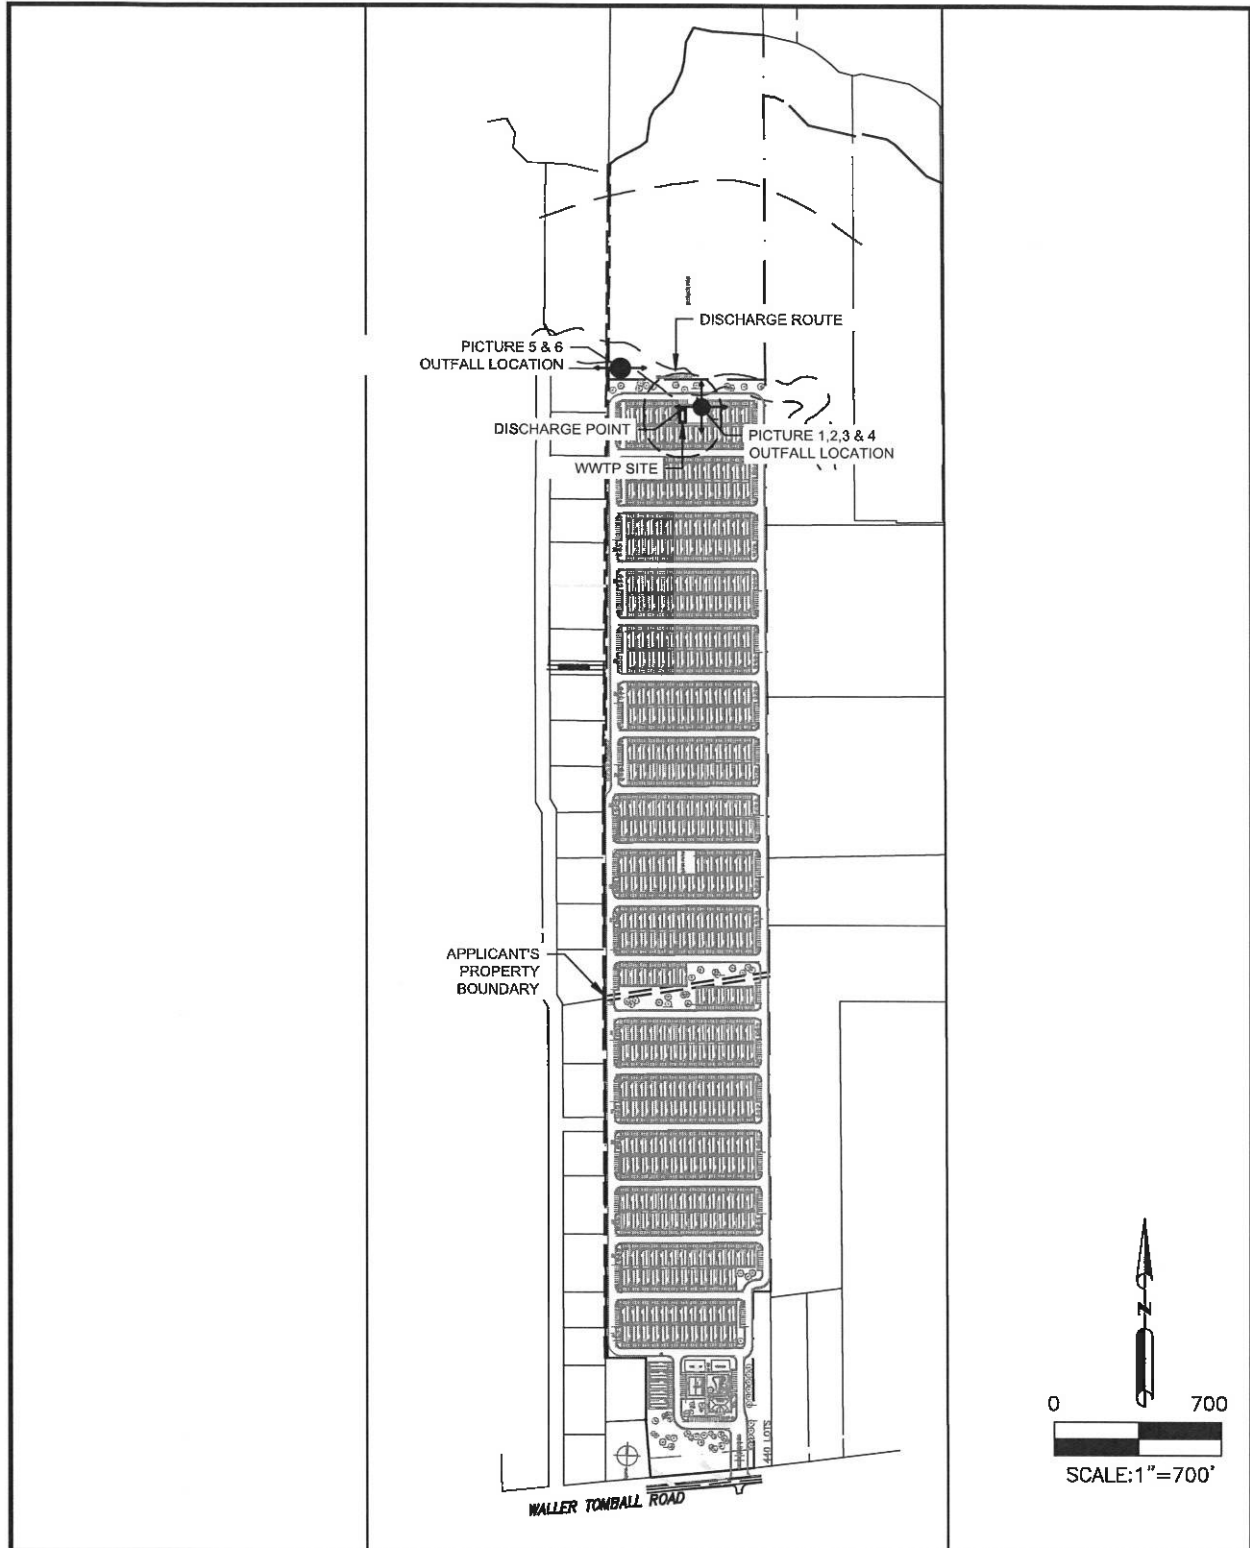 DISCHARGE ROUTE
PICTURE 5 & 6
OUTFALL LOCATION
DISCHARGE POINT
PICTURE 1,2,3 & 4
OUTFALL LOCATION
WWTP SITE
APPLICANT'S
PROPERTY
BOUNDARY
N
0 700
SCALE:1"=700'
440 LOTS
WALLER TOMBALL ROAD